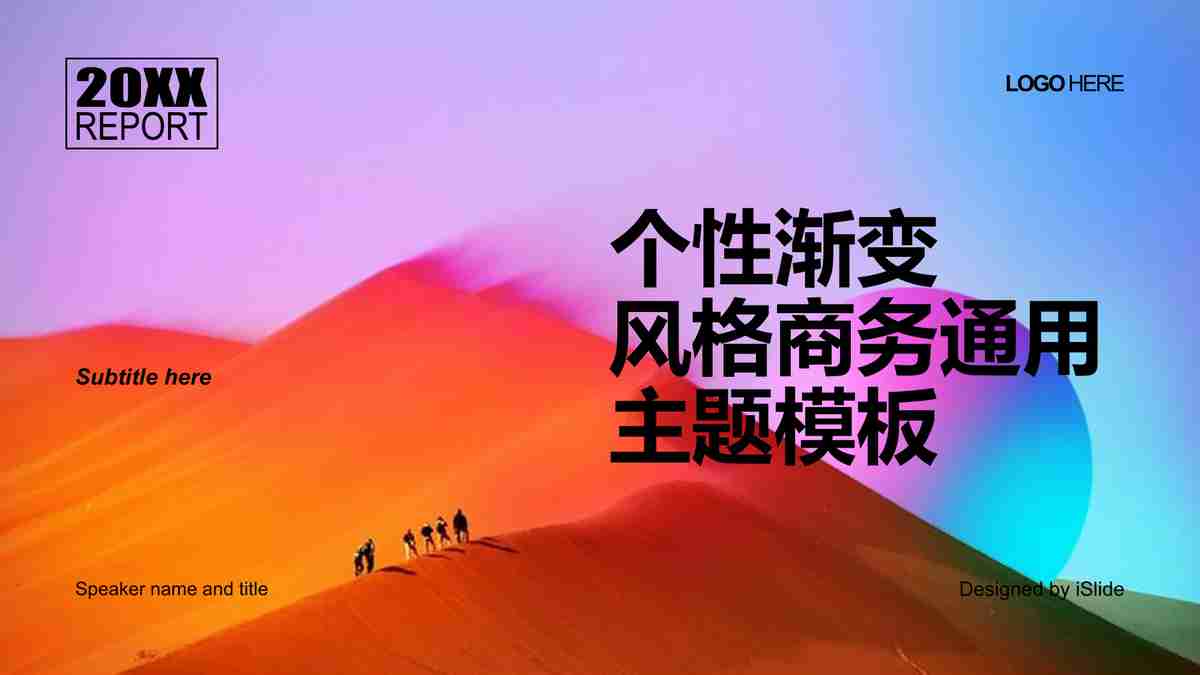 20XX
REPORT
LOGO HERE
个性渐变
风格商务通用
主题模板
Subtitle here
Speaker name and title
Designed by iSlide